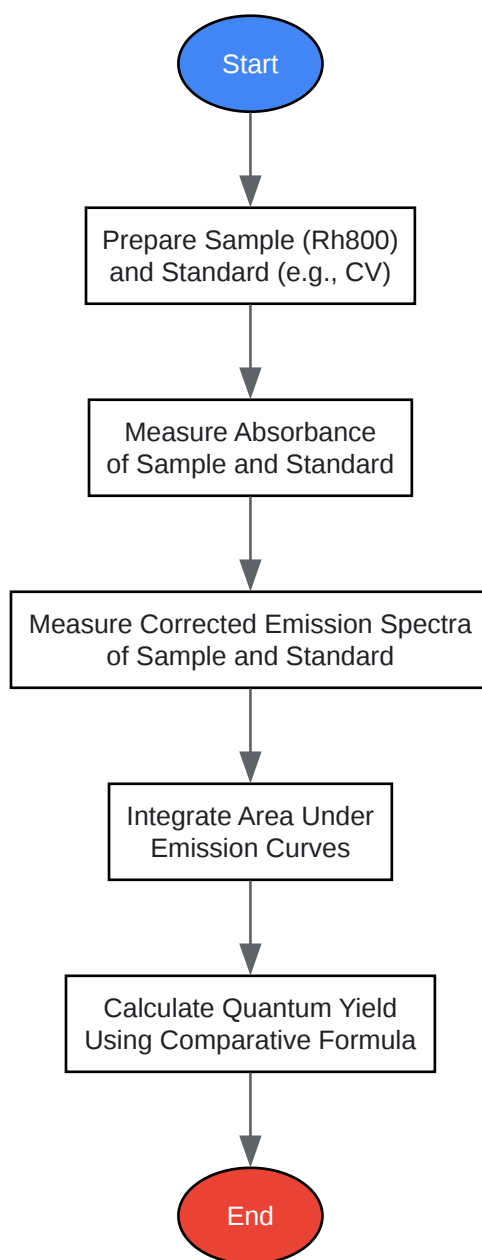 Start
Prepare Sample (Rh800)
and Standard (e.g., CV)
Measure Absorbance
of Sample and Standard
Measure Corrected Emission Spectra
of Sample and Standard
Integrate Area Under
Emission Curves
Calculate Quantum Yield
Using Comparative Formula
End